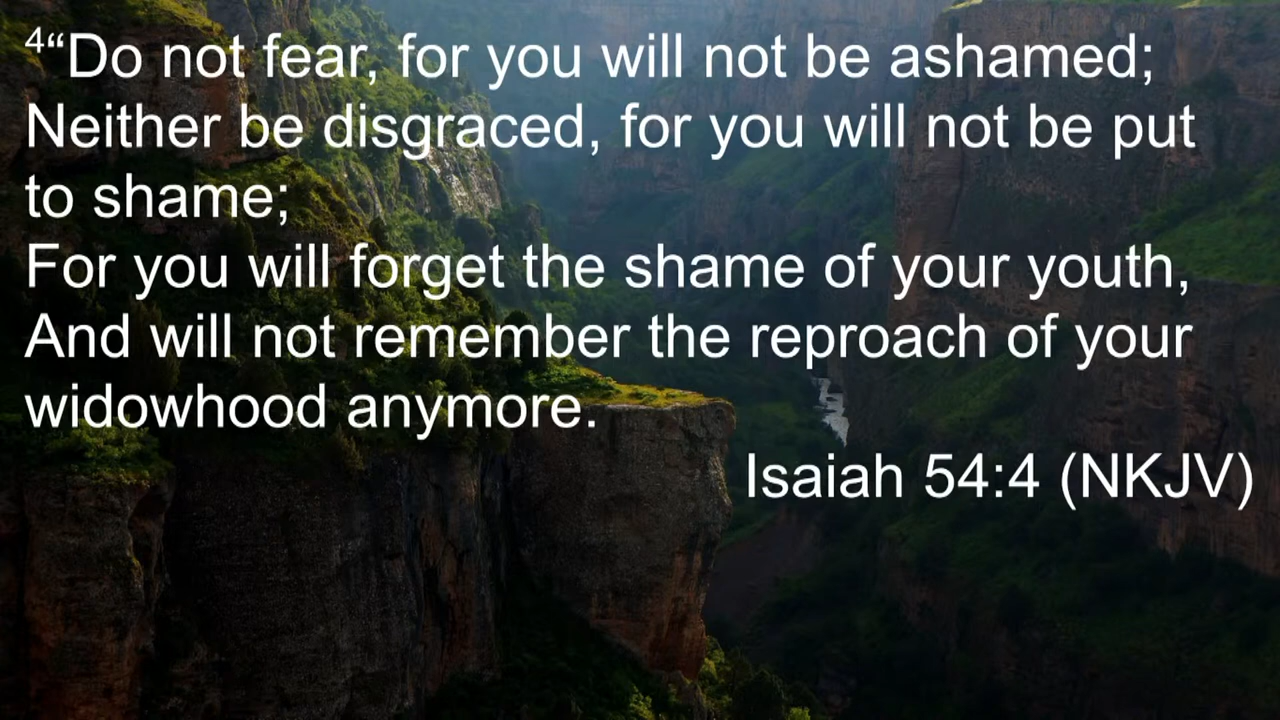 4“Do not fear, for you will not be ashamed;
Neither be disgraced, for you will not be put
to shame;
For you will forget the shame of your youth,
And will not remember the reproach of your
widowhood anymore.
Isaiah 54:4 (NKJV)